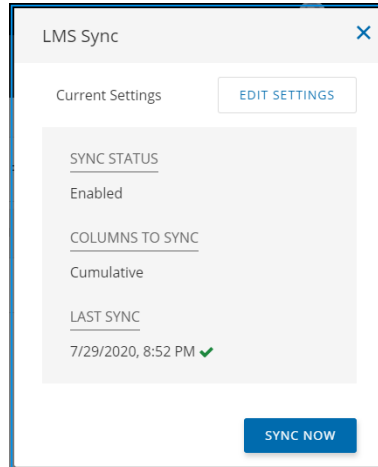 LMS Sync
Current Settings
EDIT SETTINGS
SYNC STATUS
Enabled
COLUMNS TO SYNC
Cumulative
LAST SYNC
7/29/2020, 8:52 PM
SYNC NOW